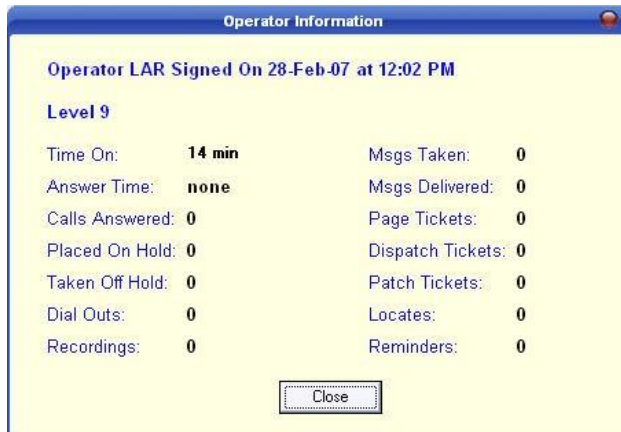 Operator Information
Operator LAR Signed On 28-Feb-07 at 12:02 PM
Level 9
Time On: 14 min
Msgs Taken: 0
Answer Time: none
Msgs Delivered: 0
Calls Answered: 0
Page Tickets: 0
Placed On Hold: 0
Dispatch Tickets: 0
Taken Off Hold: 0
Patch Tickets: 0
Dial Outs: 0
Locates: 0
Recordings: 0
Reminders: 0
Close